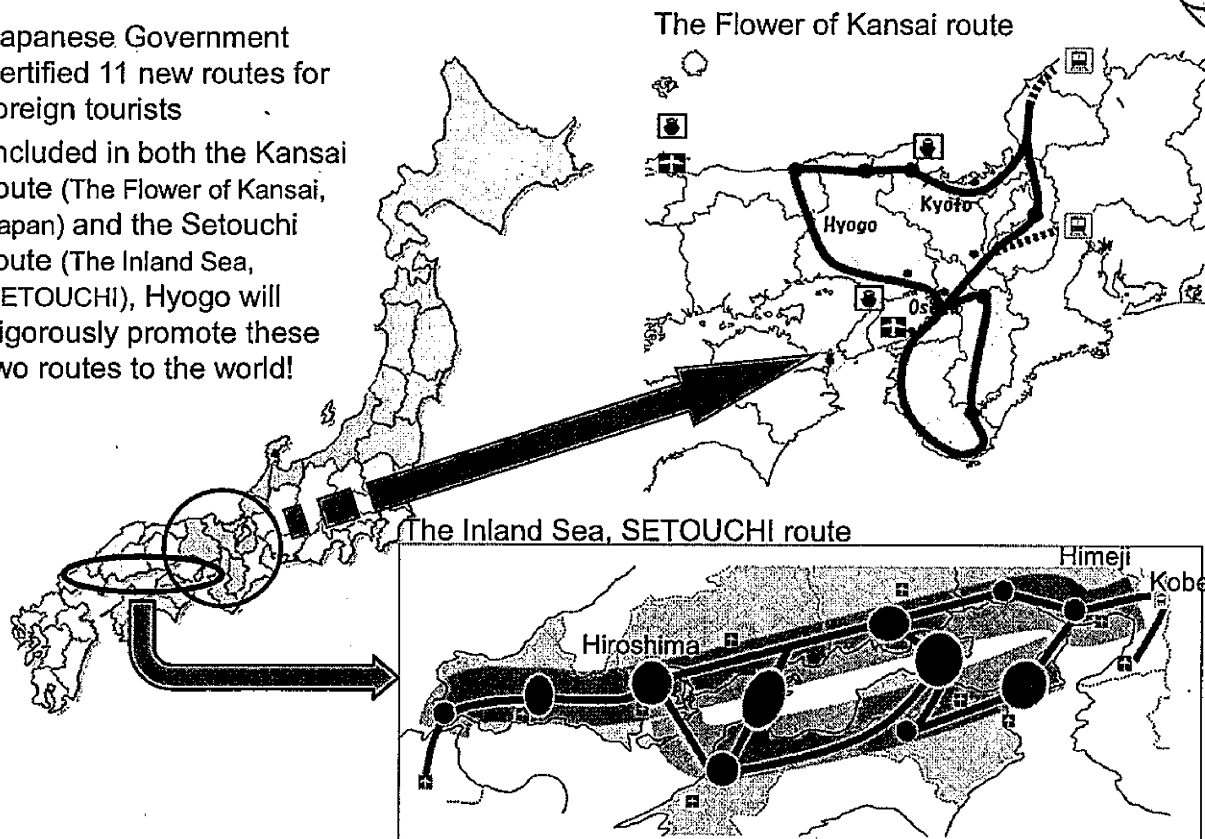 apanese Government
ertified 11 new routes for
oreign tourists
ncluded in both the Kansai
oute (The Flower of Kansai,
apan) and the Setouchi
oute (The Inland Sea,
ETOUCHI), Hyogo will
igorously promote these
wo routes to the world!
The Flower of Kansai route
Kyoto
Hyogo
Os
The Inland Sea, SETOUCHI route
Himeji
Kobe
Hiroshima